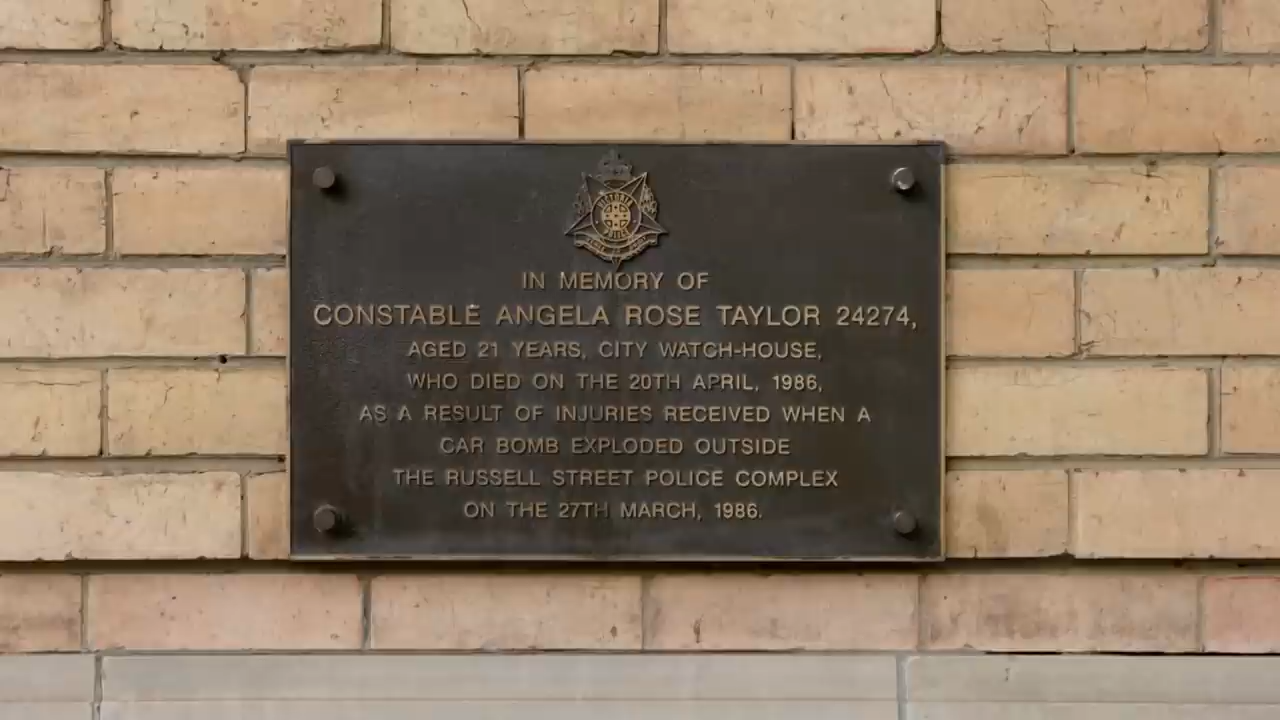 VICTORIA
POLICE
IN MEMORY OF
CONSTABLE ANGELA ROSE TAYLOR 24274,
AGED 21 YEARS, CITY WATCH-HOUSE,
WHO DIED ON THE 20TH APRIL, 1986,
AS A RESULT OF INJURIES RECEIVED WHEN A
CAR BOMB EXPLODED OUTSIDE
THE RUSSELL STREET POLICE COMPLEX
ON THE 27TH MARCH, 1986.